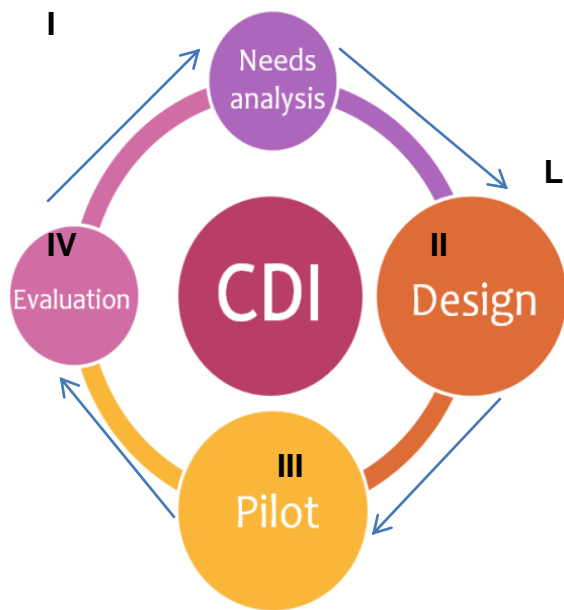 I
Needs
analysis
L
II
Design
CDI
IV
Evaluation
III
Pilot